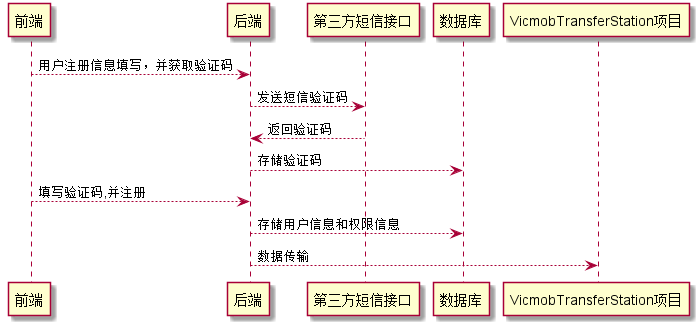 前端 后端 第三方短信接口 数据库 VicmobTransferStation项目
用户注册信息填写，并获取验证码
发送短信验证码
返回验证码
存储验证码
填写验证码,并注册
存储用户信息和权限信息
数据传输
前端 后端 第三方短信接口 数据库 VicmobTransferStation项目